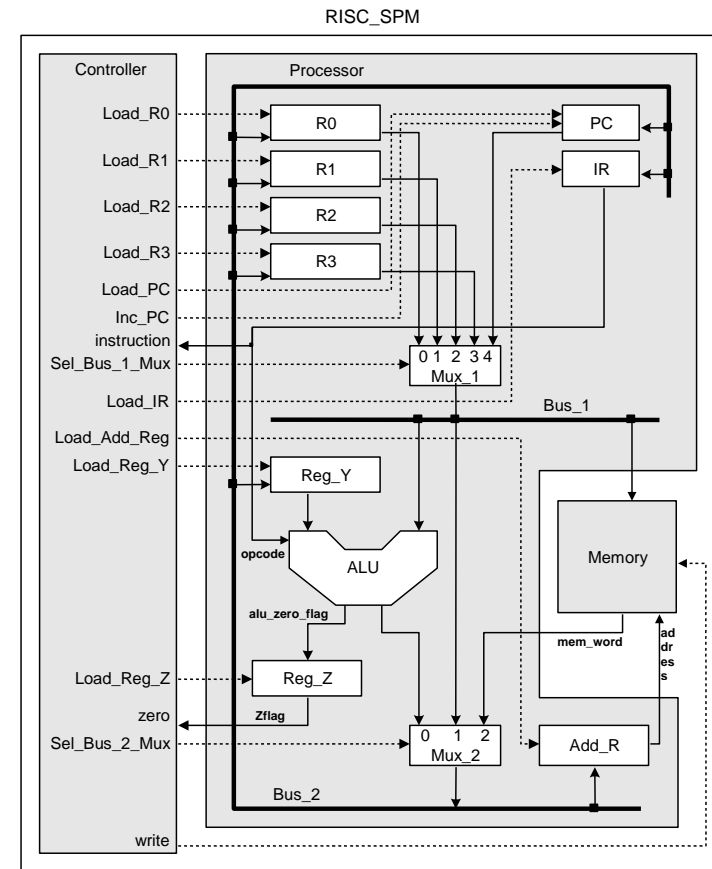 RISC_SPM
Controller
Processor
Load_R0
R0
PC
Load_R1
R1
IR
Load_R2
R2
Load_R3
R3
Load_PC
Inc_PC
instruction
Sel_Bus_1_Mux
0 1 2 3 4
Mux_1
Load_IR
Bus_1
Load_Add_Reg
Load_Reg_Y
Reg_Y
opcode
ALU
Memory
alu_zero_flag
mem_word
ad
dr
es
s
Load_Reg_Z
Reg_Z
zero
Zflag
Sel_Bus_2_Mux
0 1 2
Mux_2
Add_R
Bus_2
write